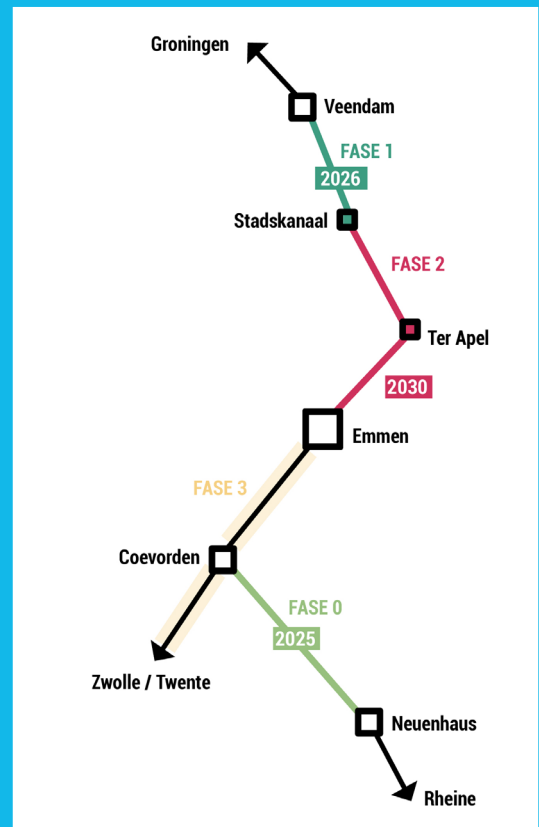 Groningen
Veendam
FASE 1
2026
Stadskanaal
FASE 2
Ter Apel
2030
Emmen
FASE 3
Coevorden
FASE 0
2025
Zwolle / Twente
Neuenhaus
Rheine